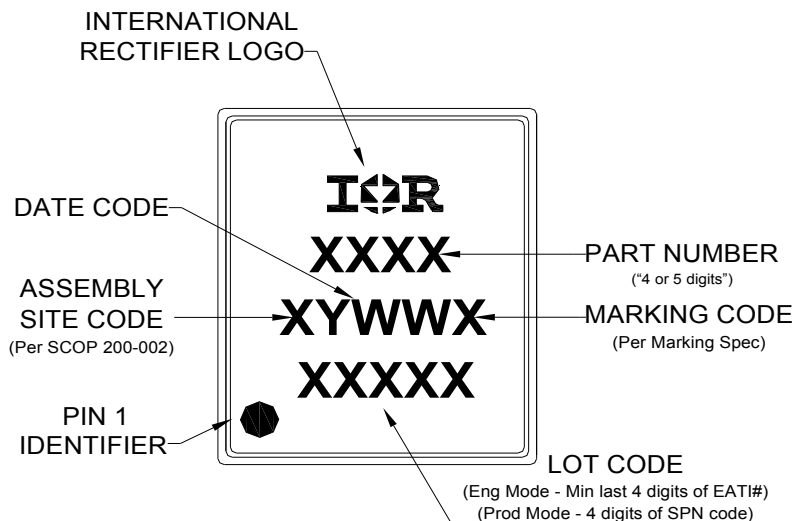 INTERNATIONAL
RECTIFIER LOGO
IOR
DATE CODE
XXXX
PART NUMBER
(“4 or 5 digits”)
ASSEMBLY
SITE CODE
(Per SCOP 200-002)
XYWWX
MARKING CODE
(Per Marking Spec)
XXXXX
PIN 1
IDENTIFIER
LOT CODE
(Eng Mode - Min last 4 digits of EATI#)
(Prod Mode - 4 digits of SPN code)